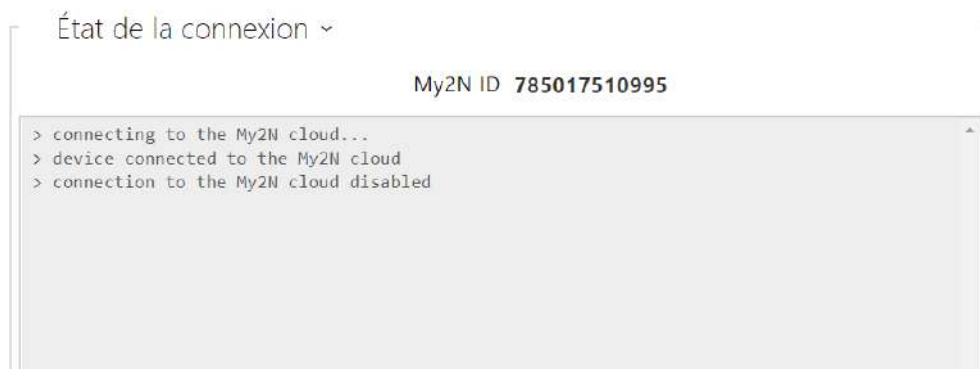 État de la connexion
My2N ID 785017510995
> connecting to the My2N cloud...
> device connected to the My2N cloud
> connection to the My2N cloud disabled